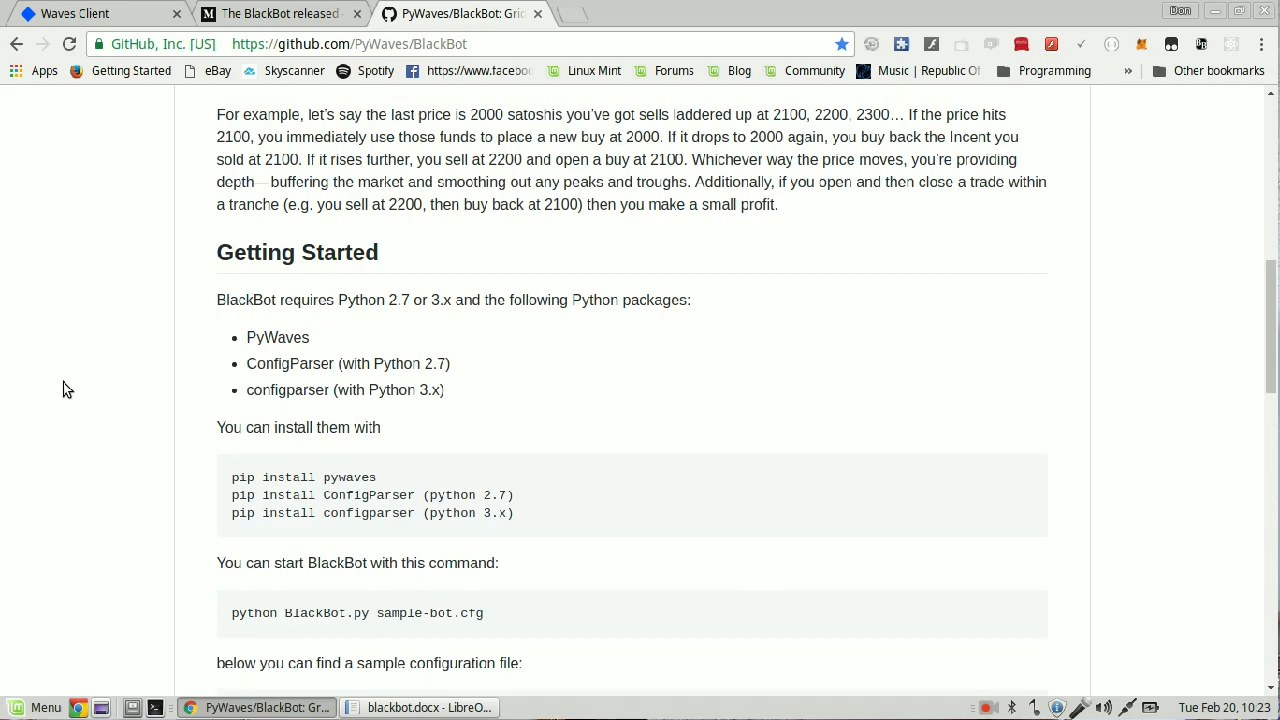 Waves Client
The BlackBot released
PyWaves/BlackBot: Gri
Don
GitHub, Inc. [US]
https://github.com/PyWaves/BlackBot
Apps
Getting Start
eBay
Skyscanner
Spotify
https://www.faceboo
Linux Mint
Forums
Blog
Community
Music | Republic Of
Programming
»
Other bookmarks
For example, let’s say the last price is 2000 satoshis you’ve got sells laddered up at 2100, 2200, 2300… If the price hits
2100, you immediately use those funds to place a new buy at 2000. If it drops to 2000 again, you buy back the Incent you
sold at 2100. If it rises further, you sell at 2200 and open a buy at 2100. Whichever way the price moves, you’re providing
depth—buffering the market and smoothing out any peaks and troughs. Additionally, if you open and then close a trade within
a tranche (e.g. you sell at 2200, then buy back at 2100) then you make a small profit.
Getting Started
BlackBot requires Python 2.7 or 3.x and the following Python packages:
• PyWaves
• ConfigParser (with Python 2.7)
• configparser (with Python 3.x)
You can install them with
pip install pywaves
pip install ConfigParser (python 2.7)
pip install configparser (python 3.x)
You can start BlackBot with this command:
python BlackBot.py sample-bot.cfg
below you can find a sample configuration file:
Menu
PyWaves/BlackBot: Gr...
blackbot.docx - LibreO...
Tue Feb 20, 10:23